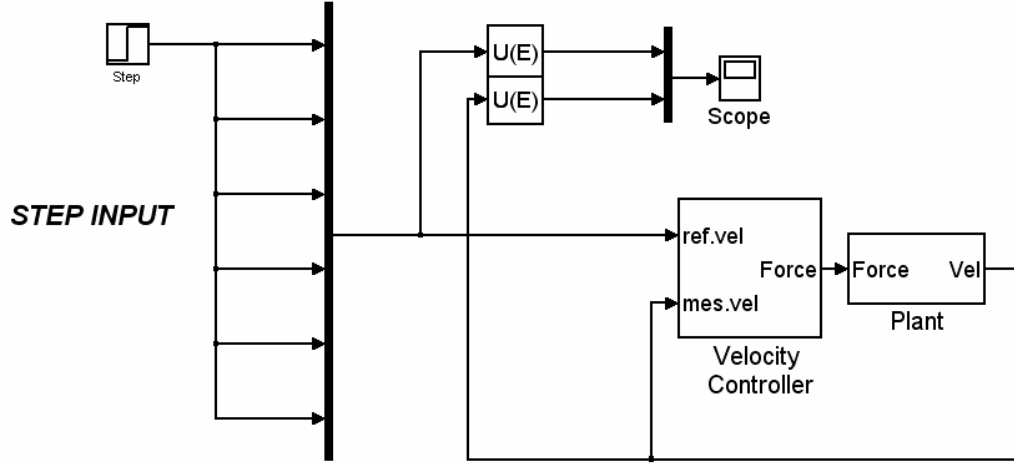 Step
STEP INPUT
U(E)
U(E)
Scope
ref.vel
mes.vel
Force
Velocity
Controller
Force
Vel
Plant